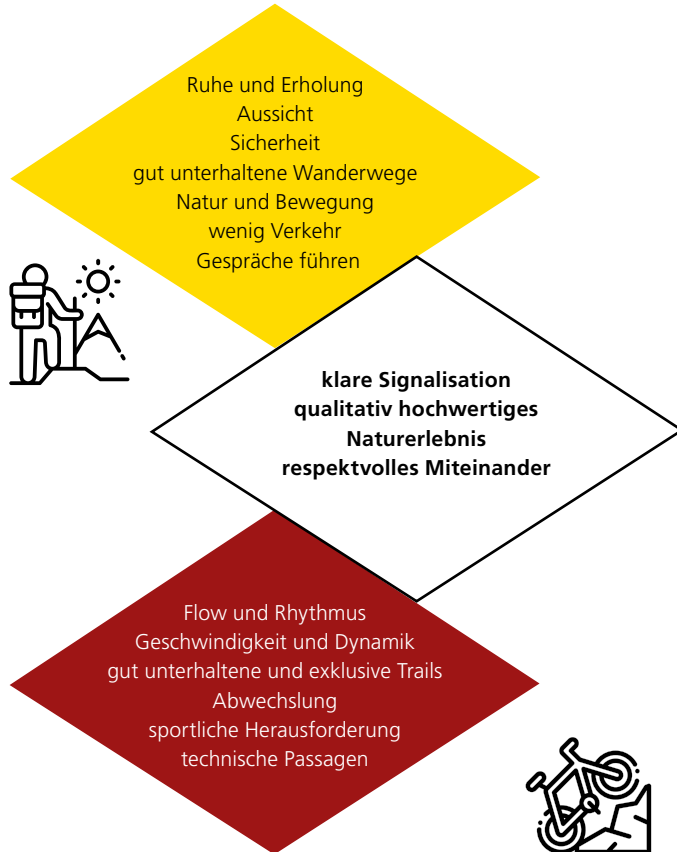 Ruhe und Erholung
Aussicht
Sicherheit
gut unterhaltene Wanderwege
Natur und Bewegung
wenig Verkehr
Gespräche führen
klare Signalisation
qualitativ hochwertiges
Naturerlebnis
respektvolles Miteinander
Flow und Rhythmus
Geschwindigkeit und Dynamik
gut unterhaltene und exklusive Trails
Abwechslung
sportliche Herausforderung
technische Passagen